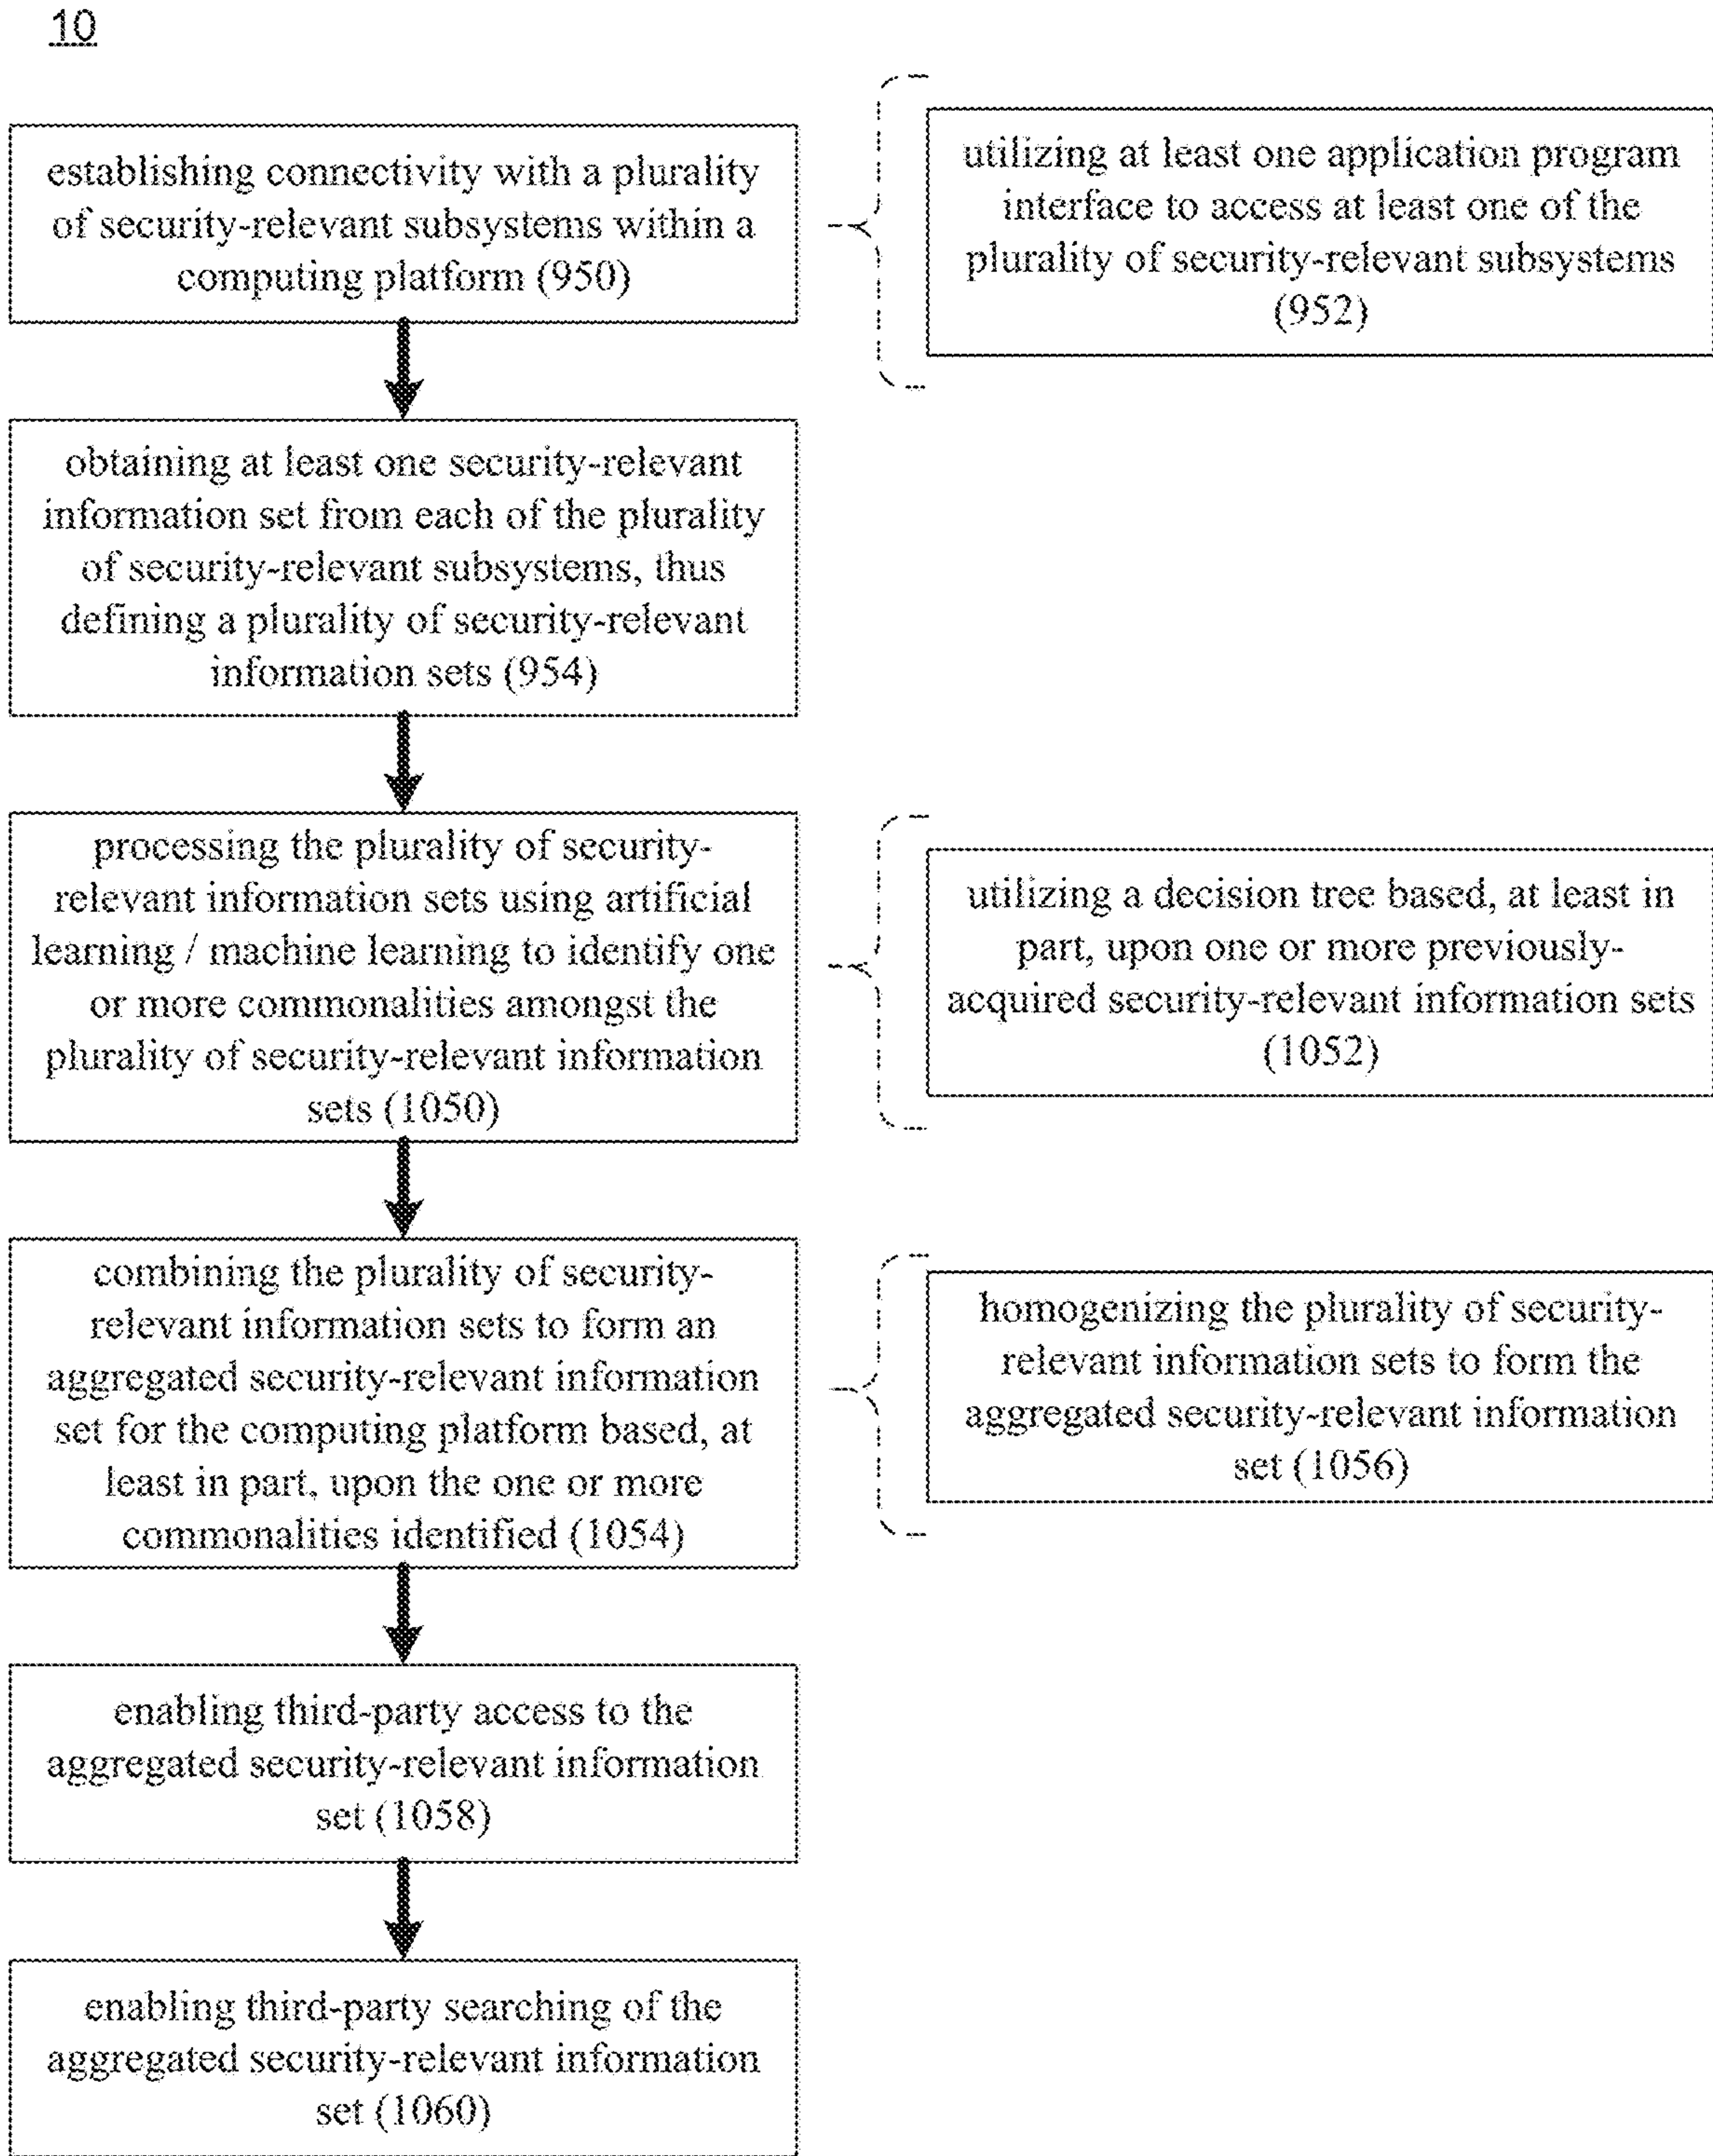 10
establishing connectivity with a plurality
of security-relevant subsystems within a
computing platform (950)
utilizing at least one application program
interface to access at least one of the
plurality of security-relevant subsystems
(952)
obtaining at least one security-relevant
information set from each of the plurality
of security-relevant subsystems, thus
defining a plurality of security-relevant
information sets (954)
processing the plurality of security-
relevant information sets using artificial
learning / machine learning to identify one
or more commonalities amongst the
plurality of security-relevant information
sets (1050)
utilizing a decision tree based, at least in
part, upon one or more previously-
acquired security-relevant information sets
(1052)
combining the plurality of security-
relevant information sets to form an
aggregated security-relevant information
set for the computing platform based, at
least in part, upon the one or more
commonalities identified (1054)
homogenizing the plurality of security-
relevant information sets to form the
aggregated security-relevant information
set (1056)
enabling third-party access to the
aggregated security-relevant information
set (1058)
enabling third-party searching of the
aggregated security-relevant information
set (1060)